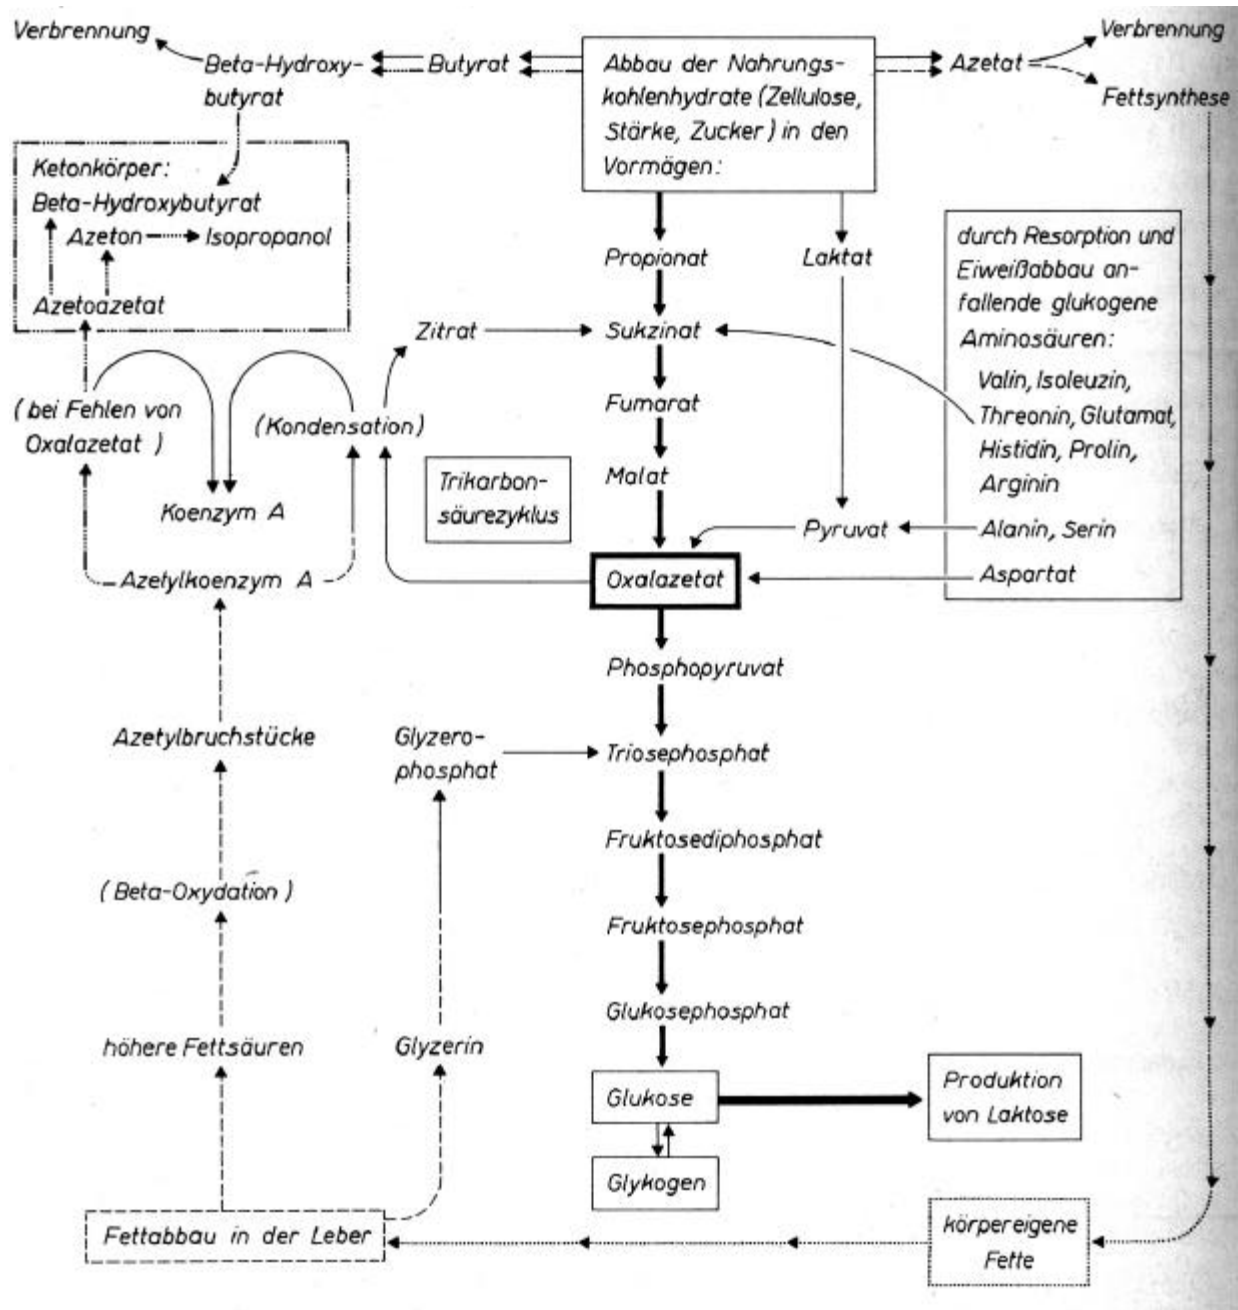 Verbrennung
Beta-Hydroxy-
butyrat
Butyrat
Abbau der Nahrungs-
kohlenhydrate (Zellulose,
Stärke, Zucker) in den
Vormägen:
Azetat
Verbrennung
Fettsynthese
Ketonkörper:
Beta-Hydroxybutyrat
Azeton
Isopropanol
Azetoazetat
Propionat
Laktat
durch Resorption und
Eiweißabbau an-
fallende glukogene
Aminosäuren:
Valin, Isoleuzin,
Threonin, Glutamat,
Histidin, Prolin,
Arginin
Alanin, Serin
Aspartat
Zitrat
Sukzinat
(bei Fehlen von
Oxalazetat )
(Kondensation)
Fumarat
Malat
Trikarbon-
säurezyklus
Koenzym A
Pyruvat
Azetylkoenzym A
Oxalazetat
Phosphopyruvat
Azetylbruchstücke
Glyzero-
phosphat
Triosephosphat
Fruktosediphosphat
(Beta-Oxydation)
Fruktosephosphat
Glukosephosphat
höhere Fettsäuren
Glyzerin
Glukose
Produktion
von Laktose
Glykogen
Fettabbau in der Leber
körpereigene
Fette